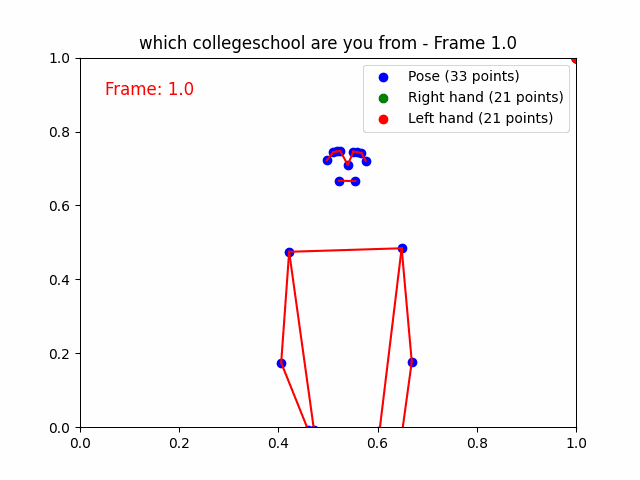 which collegeschool are you from - Frame 1.0
Frame: 1.0
Pose (33 points)
Right hand (21 points)
Left hand (21 points)
1.0
0.8
0.6
0.4
0.2
0.0
0.0 0.2 0.4 0.6 0.8 1.0